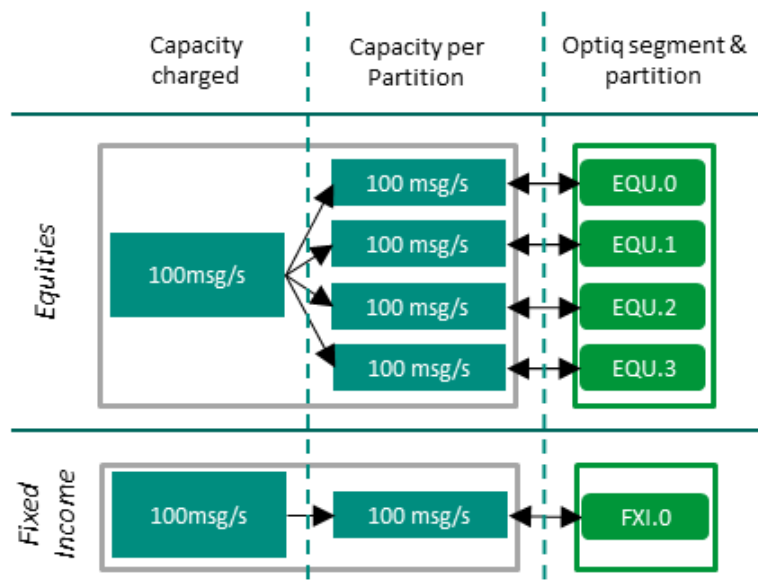 Capacity
charged
Capacity per
Partition
Optiq segment &
partition
Equities
100msg/s
100 msg/s
EQU.0
100 msg/s
EQU.1
100 msg/s
EQU.2
100 msg/s
EQU.3
Fixed
Income
100msg/s
100 msg/s
FXI.0